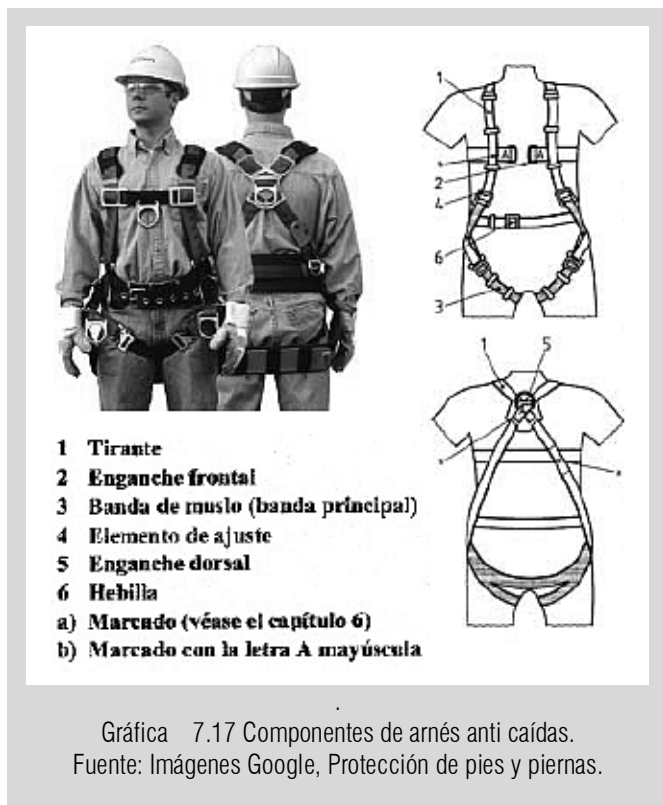 1
2
4
6
3
A
A
1
5
1 Tirante
2 Enganche frontal
3 Banda de muslo (banda principal)
4 Elemento de ajuste
5 Enganche dorsal
6 Hebilla
a) Marcado (véase el capítulo 6)
b) Marcado con la letra A mayúscula
.
Gráfica 7.17 Componentes de arnés anti caídas.
Fuente: Imágenes Google, Protección de pies y piernas.